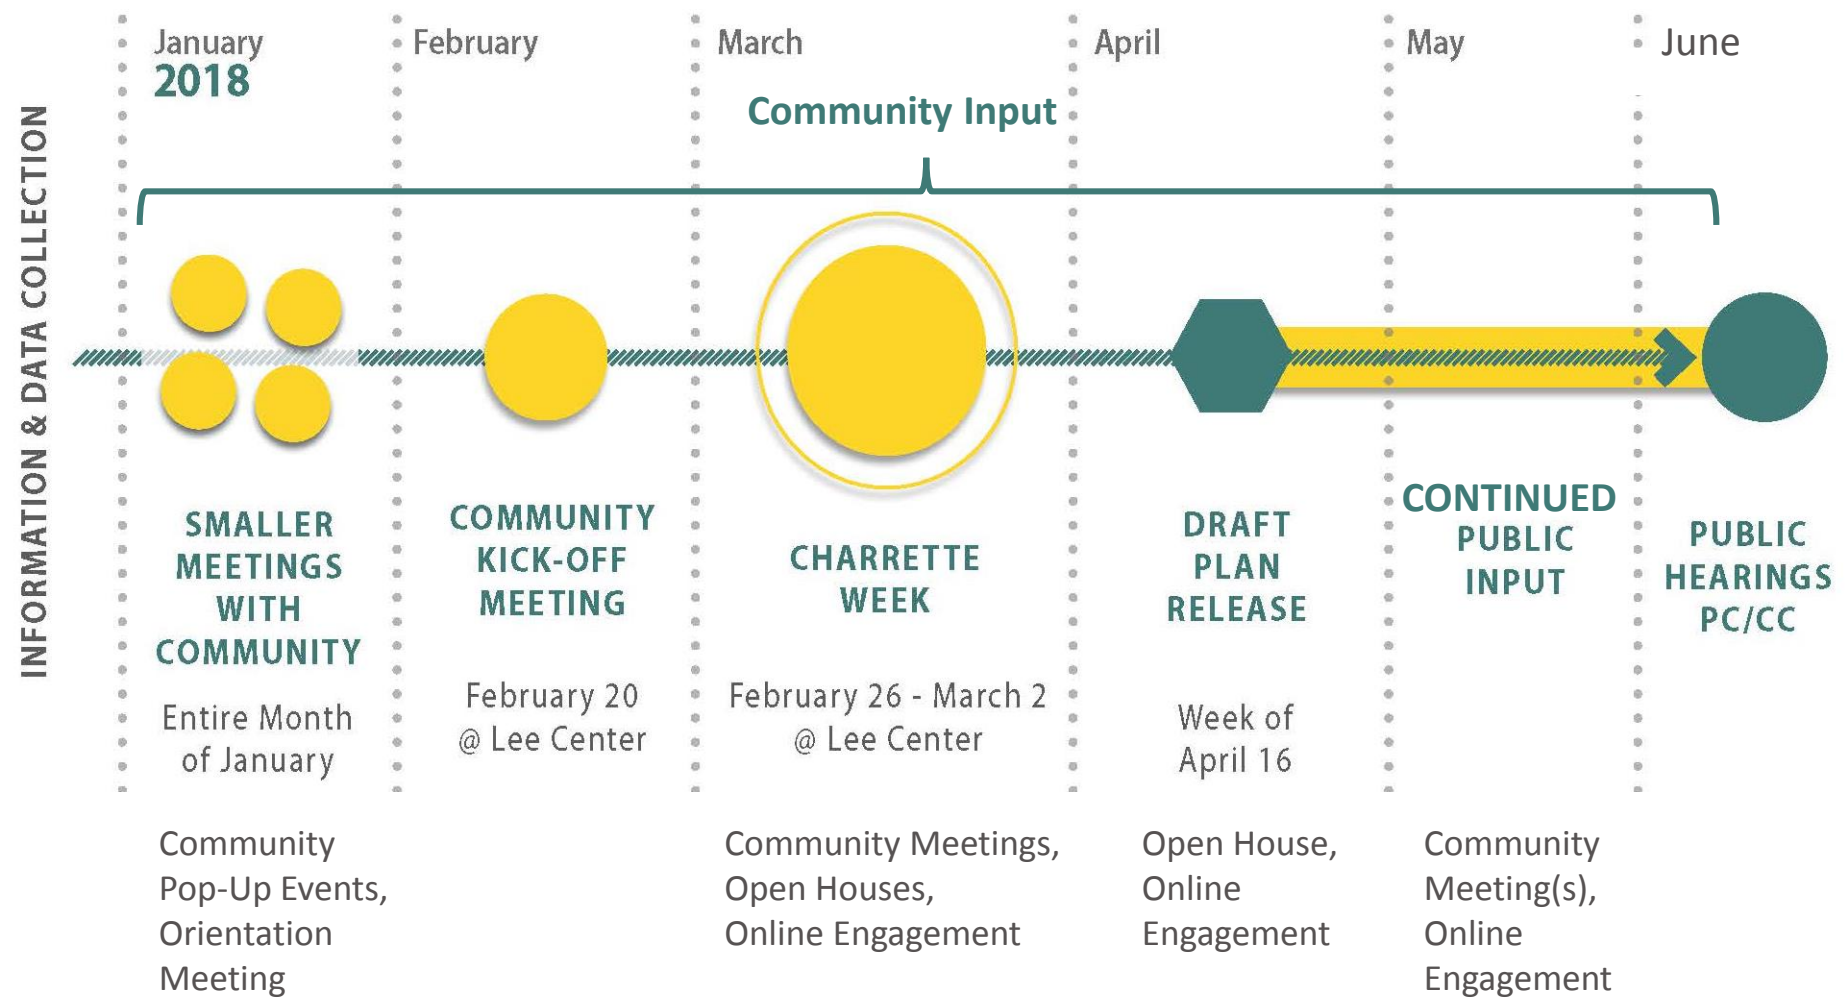 INFORMATION & DATA COLLECTION
January
2018
February
March
April
May
June
Community Input
SMALLER
MEETINGS
WITH
COMMUNITY
Entire Month
of January
COMMUNITY
KICK-OFF
MEETING
February 20
@ Lee Center
CHARRETTE
WEEK
February 26 - March 2
@ Lee Center
DRAFT
PLAN
RELEASE
Week of
April 16
CONTINUED
PUBLIC
INPUT
PUBLIC
HEARINGS
PC/CC
Community
Pop-Up Events,
Orientation
Meeting
Community Meetings,
Open Houses,
Online Engagement
Open House,
Online
Engagement
Community
Meeting(s),
Online
Engagement